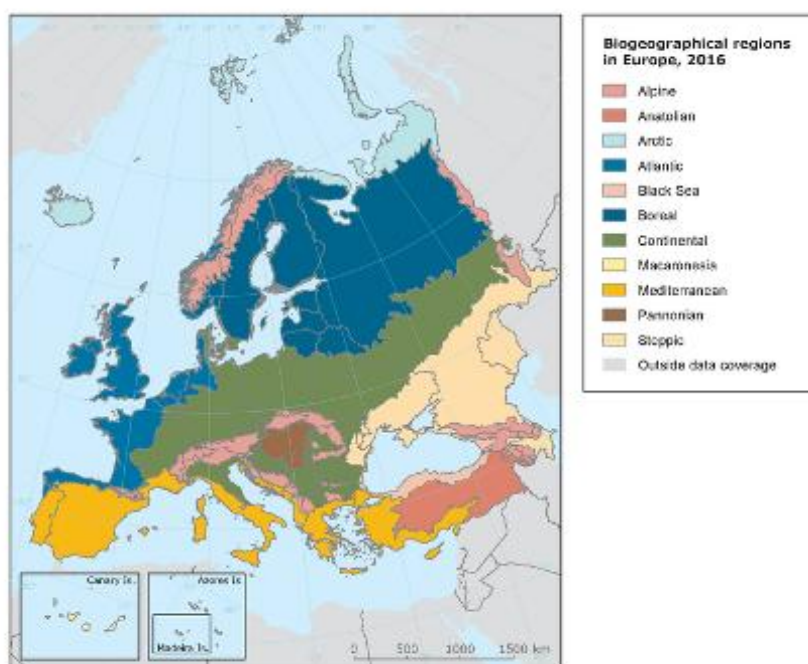 Biogeographical regions
in Europe, 2016
Alpine
Anatolian
Arctic
Atlantic
Black Sea
Boreal
Continental
Macaronesia
Mediterranean
Pannonian
Steppic
Outside data coverage
Canary Is.
Azores Is.
Madeira Is.
0 500 1000 1500 km